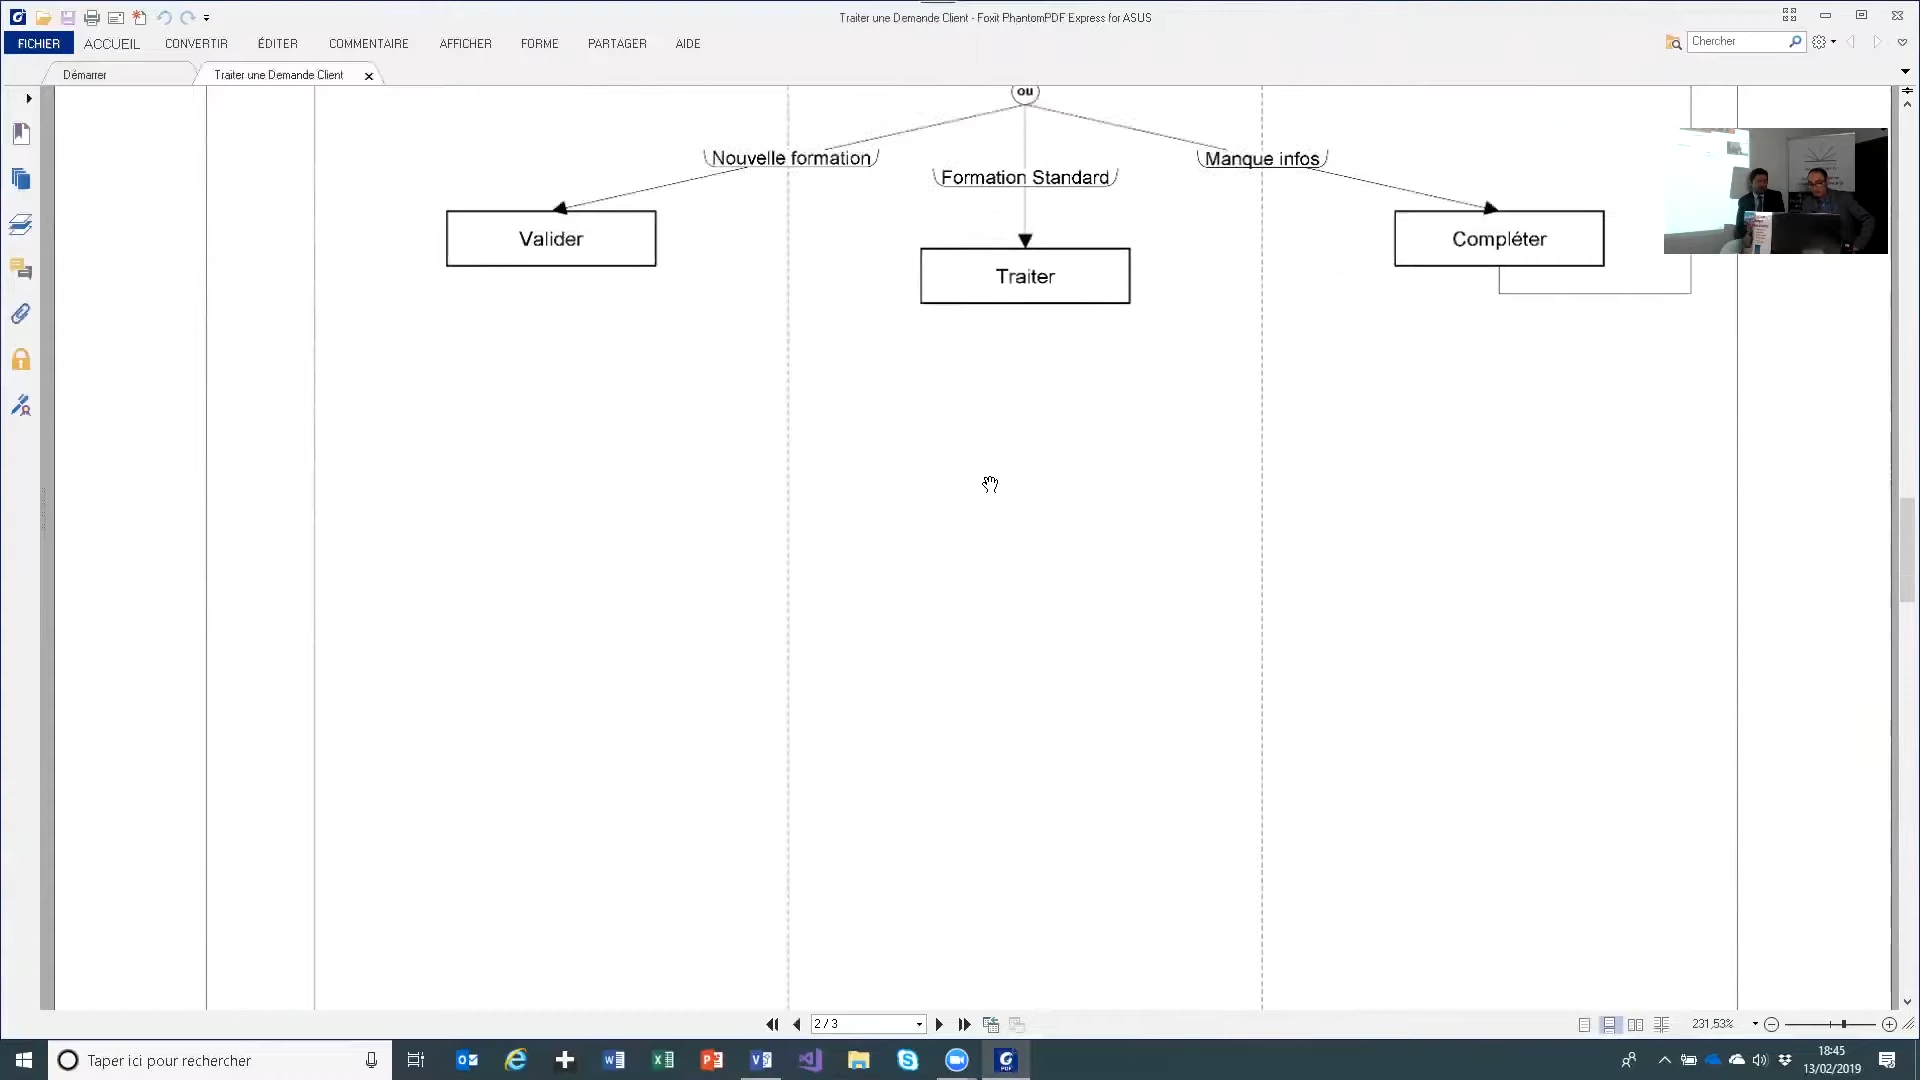 Traiter une Demande Client - Foxit PhantomPDF Express for ASUS
FICHIER ACCUEIL CONVERTIR ÉDITER COMMENTAIRE AFFICHER FORME PARTAGER AIDE
Chercher
Démarrer
Traiter une Demande Client
ou
Nouvelle formation
Manque infos
Formation Standard
Valider
Compléter
Traiter
2 / 3
231,53%
Taper ici pour rechercher
18:45
13/02/2019